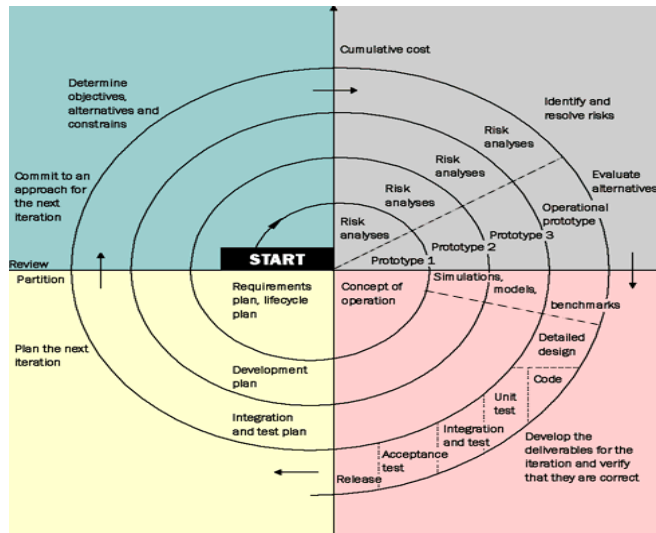 Cumulative cost
Determine
objectives,
alternatives and
constrains
Identify and
resolve risks
Risk
analyses
Risk
analyses
Evaluate
alternatives
Commit to an
approach for
the next
iteration
Risk
analyses
Operational
prototype
Risk
analyses
Prototype 3
Prototype 2
START
Prototype 1
Review
Partition
Requirements
plan, lifecycle
plan
Concept of
operation
Simulations,
models,
benchmarks
Plan the next
iteration
Detailed
design
Development
plan
Code
Unit
test
Integration
and test plan
Integration
and test
Acceptance
test
Release
Develop the
deliverables for the
iteration and verify
that they are correct